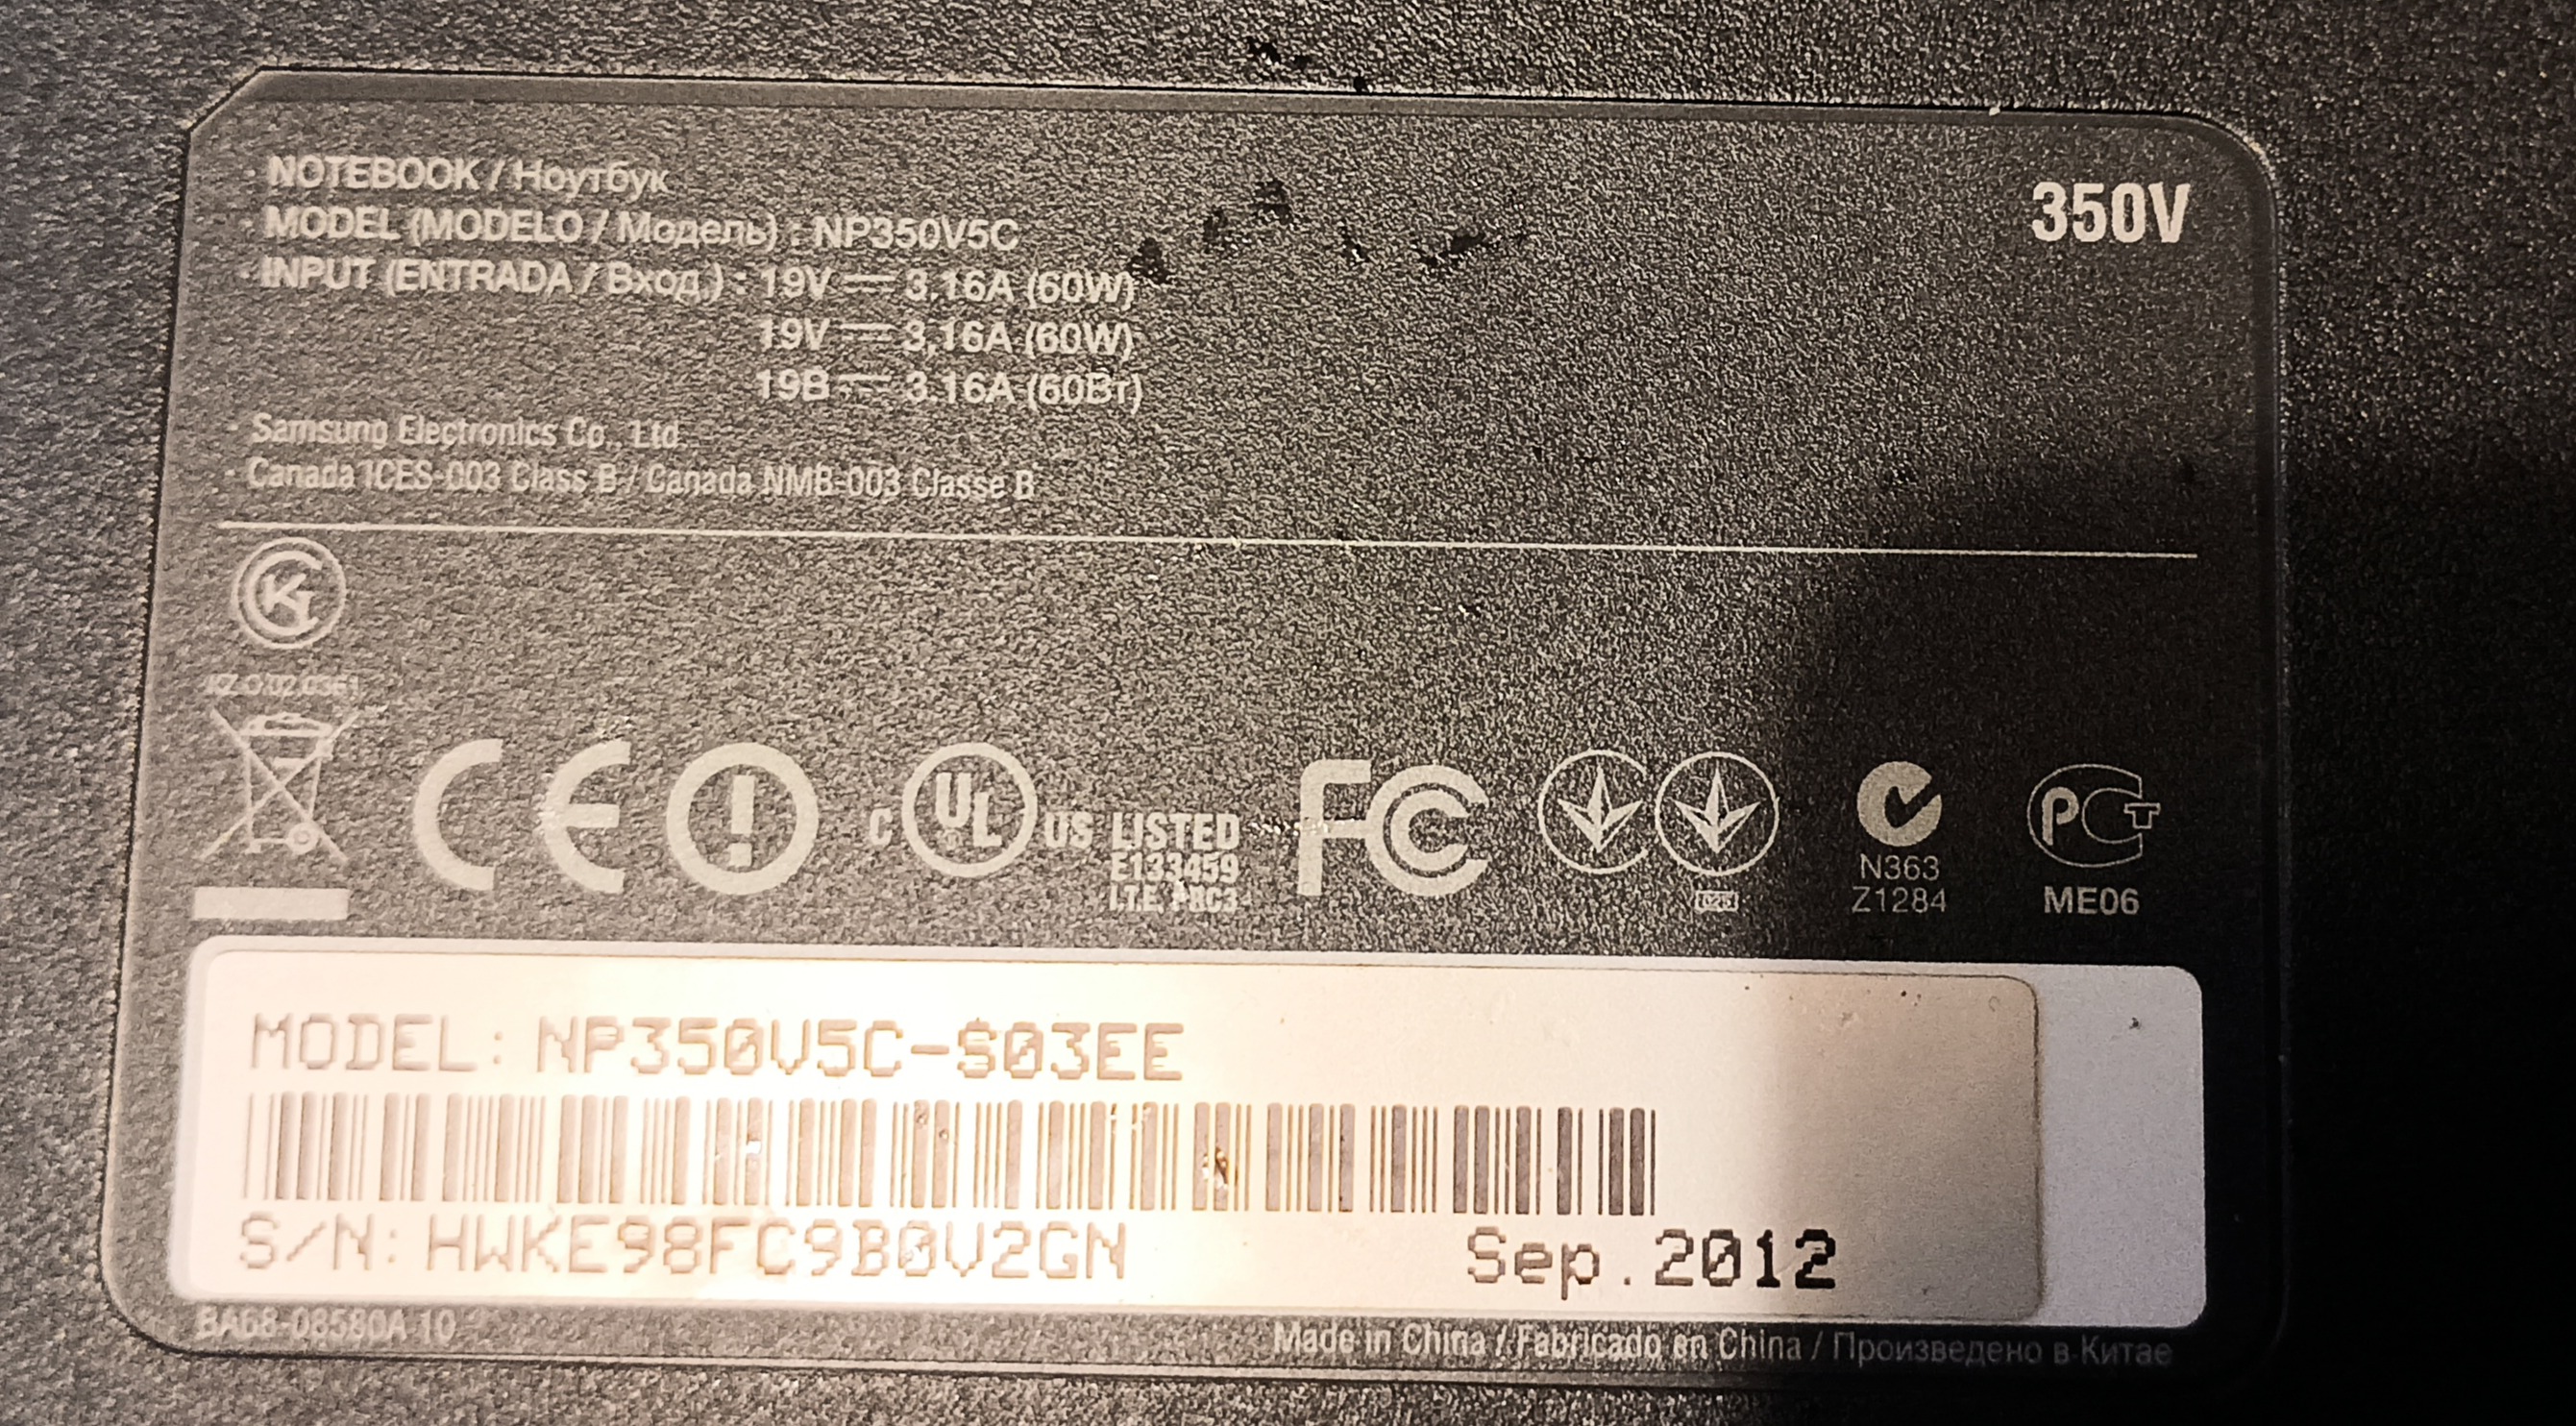 · NOTEBOOK / Ноутбук
350V
· MODEL (MODELO / Модель) : NP350V5C
· INPUT (ENTRADA / Вход.) : 19V 3.16A (60W)
19V 3,16A (60W)
19В 3.16A (60Вт)
· Samsung Electronics Co., Ltd
· Canada ICES-003 Class B / Canada NMB-003 Classe B
CE
C UL US LISTED
E133459
I.T.E.
FC
N363
Z1284
PCT
ME06
MODEL: NP350V5C-S03EE
S/N: HWKE98FC9B0V2GN
Sep.2012
BA68-08580A 10
Made in China / Fabricado en China / Произведено в Китае